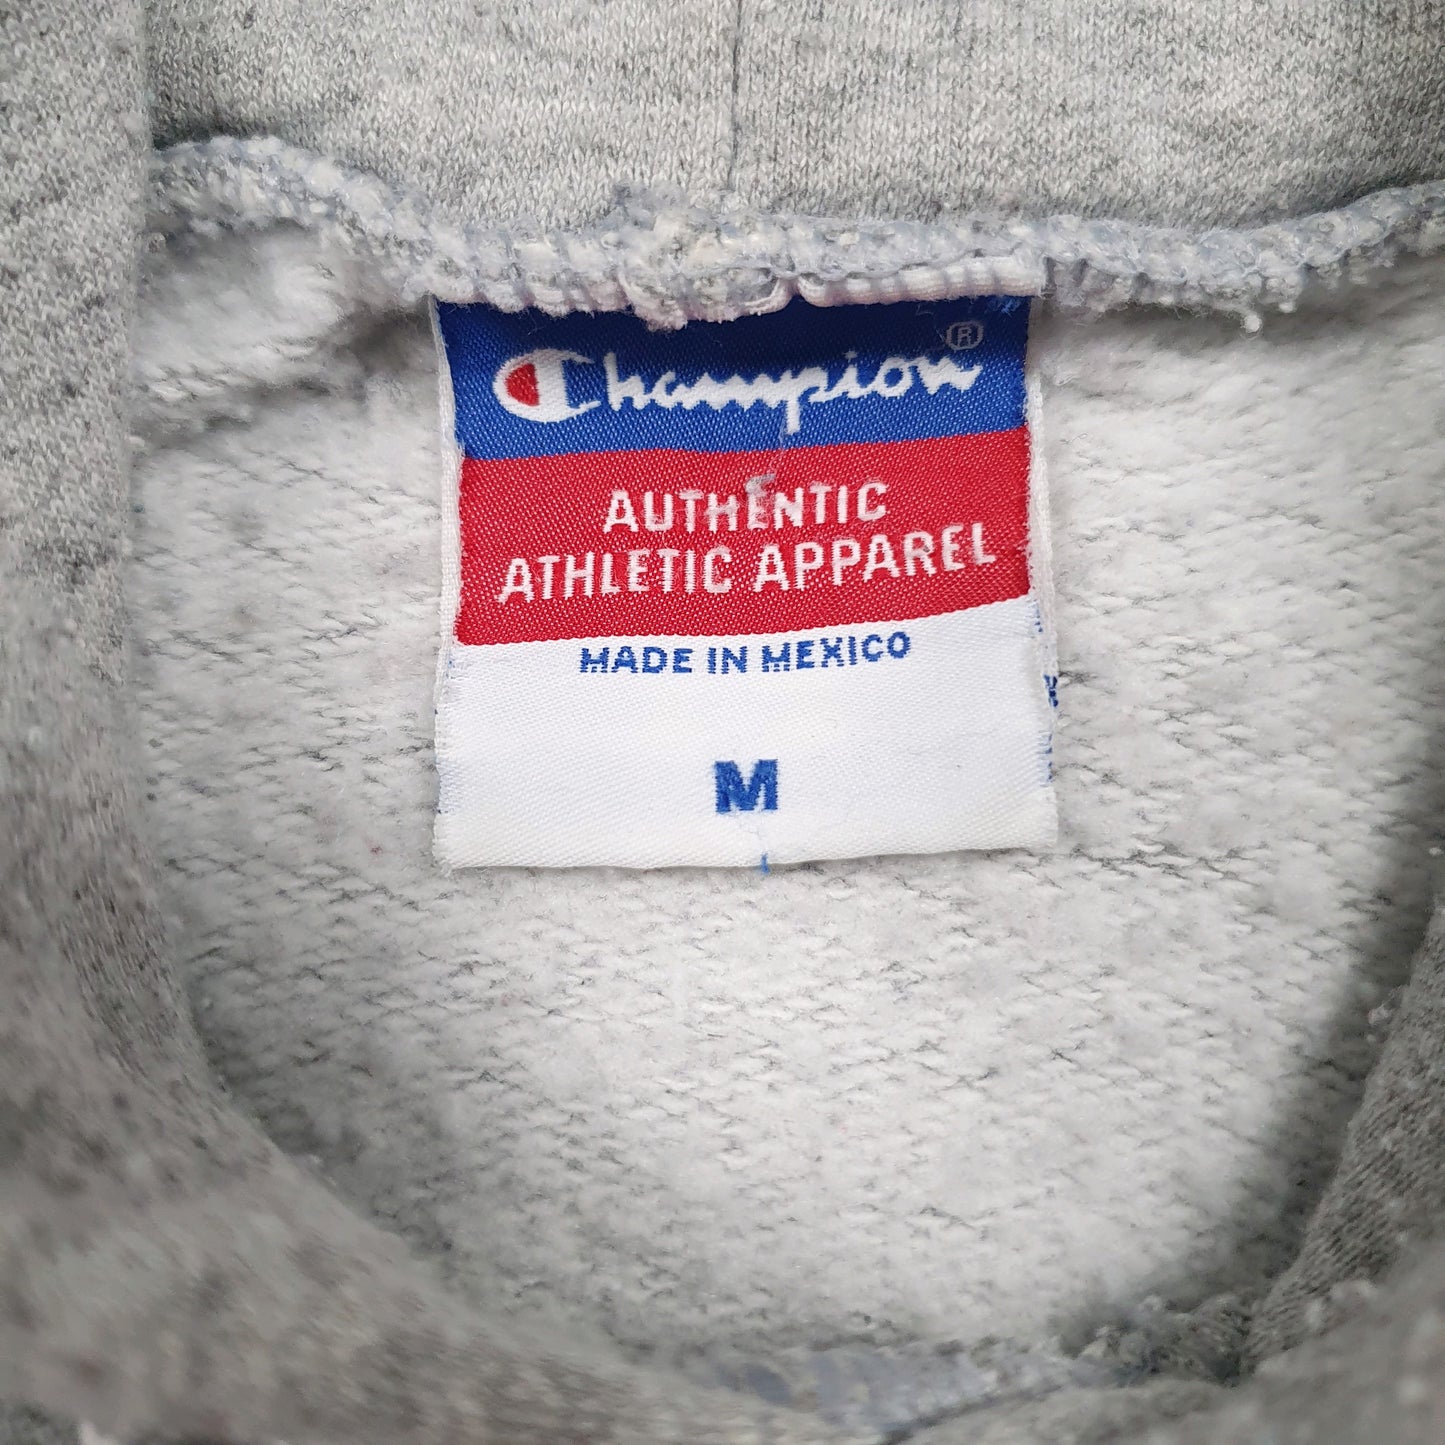 Champion®
AUTHENTIC
ATHLETIC APPAREL
MADE IN MEXICO
M